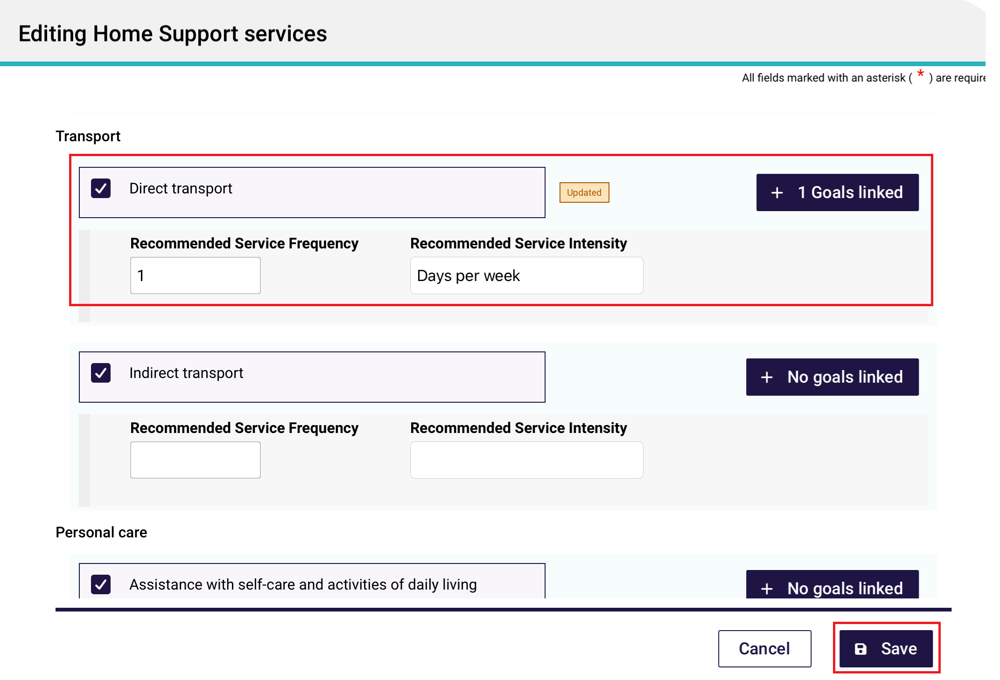 Editing Home Support services
All fields marked with an asterisk ( * ) are require
Transport
Direct transport
Updated
+ 1 Goals linked
Recommended Service Frequency
Recommended Service Intensity
1
Days per week
Indirect transport
+ No goals linked
Recommended Service Frequency
Recommended Service Intensity
Personal care
Assistance with self-care and activities of daily living
+ No goals linked
Cancel
Save